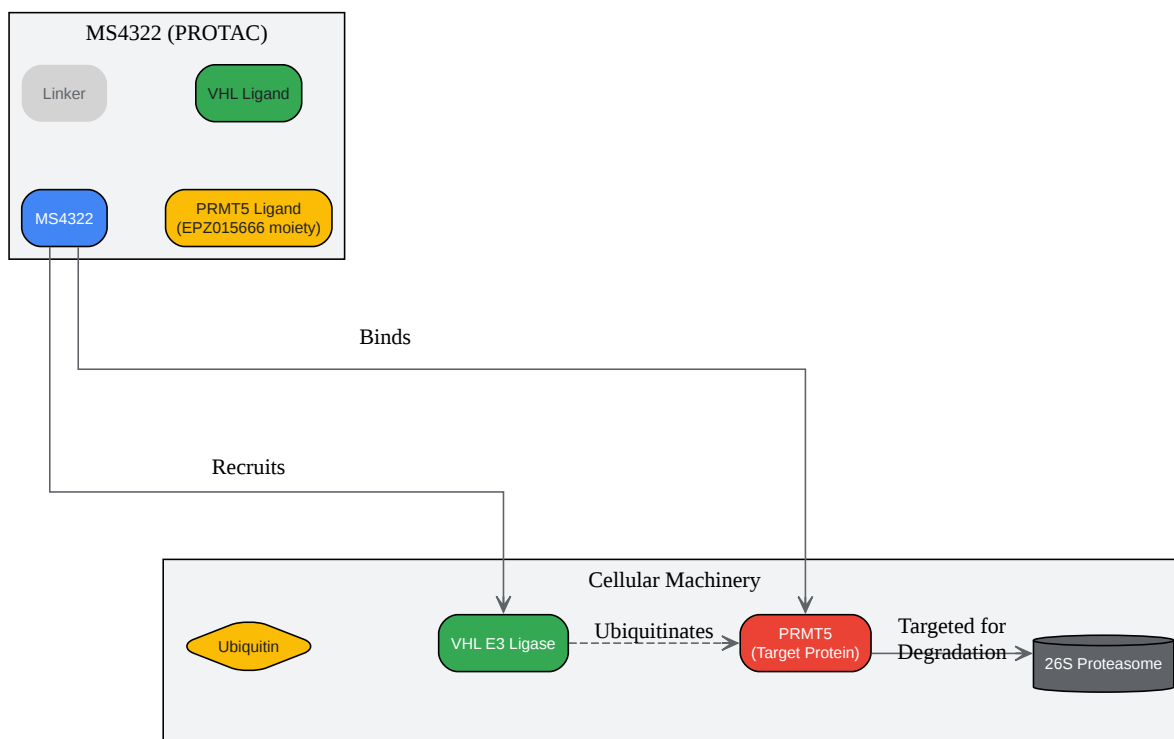 MS4322 (PROTAC)
Linker
VHL Ligand
MS4322
PRMT5 Ligand
(EPZ015666 moiety)
Binds
Recruits
Cellular Machinery
Ubiquitin
VHL E3 Ligase
Ubiquitinates
PRMT5
(Target Protein)
Targeted for
Degradation
26S Proteasome